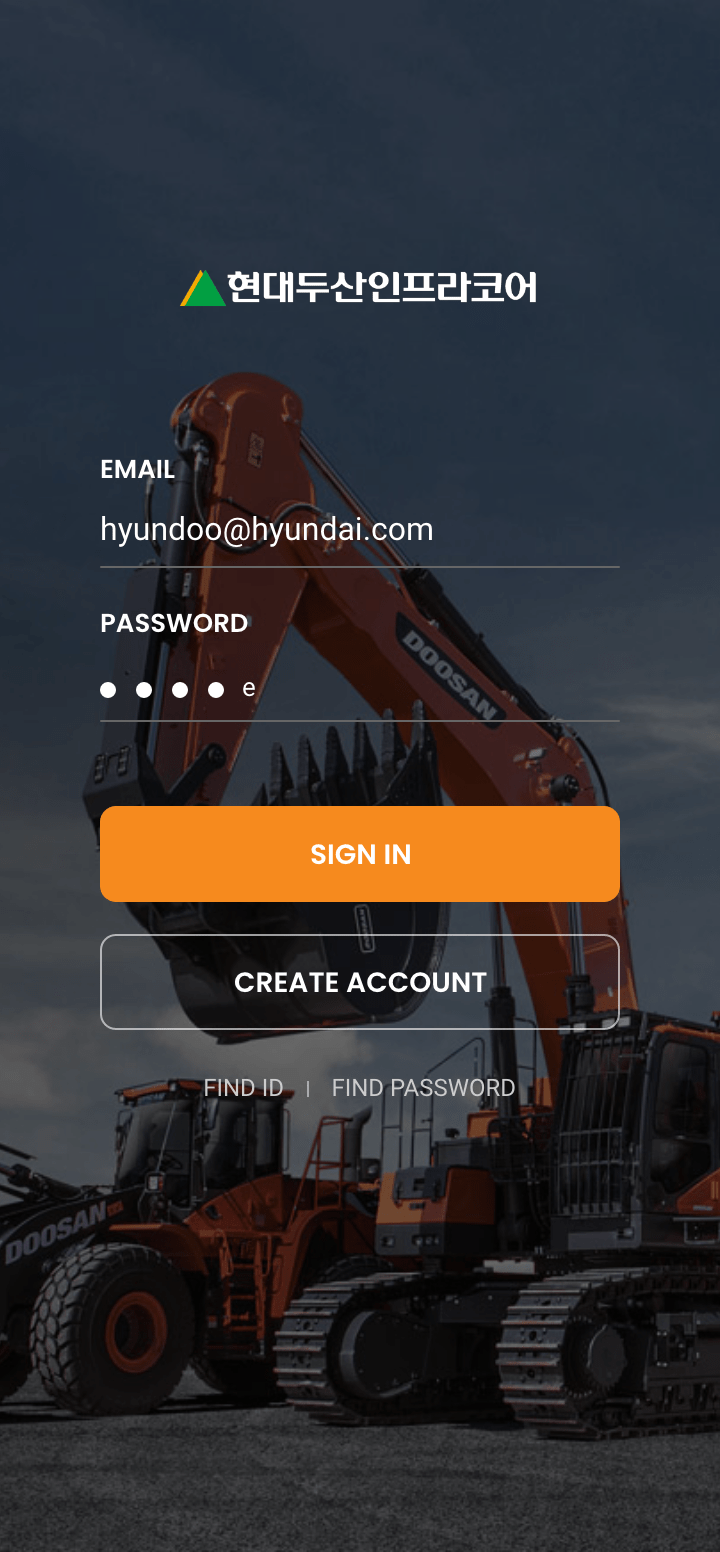 현대두산인프라코어
EMAIL
hyundoo@hyundai.com
PASSWORD
●●●● e
DOOSAN
SIGN IN
CREATE ACCOUNT
FIND ID | FIND PASSWORD
DOOSAN